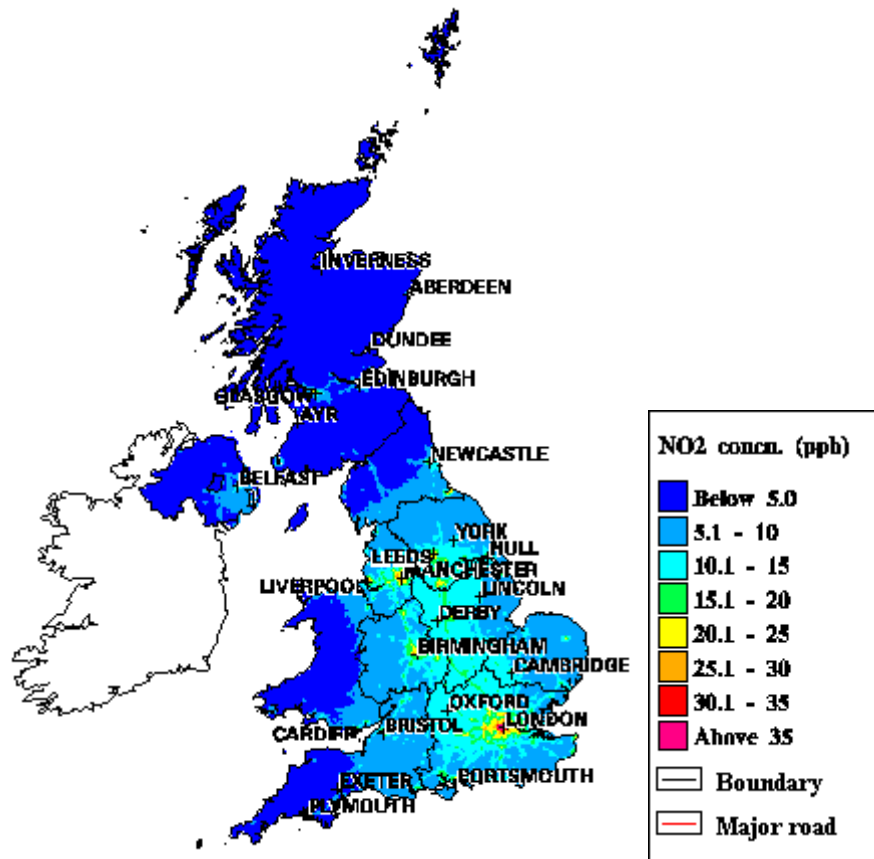 INVERNESS
ABERDEEN
DUNDEE
EDINBURGH
GLASGOW
AYR
NEWCASTLE
BELFAST
YORK
HULL
LEEDS
MANCHESTER
LIVERPOOL
LINCOLN
DERBY
BIRMINGHAM
CAMBRIDGE
OXFORD
LONDON
CARDIFF
BRISTOL
PORTSMOUTH
EXETER
PLYMOUTH
NO2 concn. (ppb)
Below 5.0
5.1 - 10
10.1 - 15
15.1 - 20
20.1 - 25
25.1 - 30
30.1 - 35
Above 35
Boundary
Major road